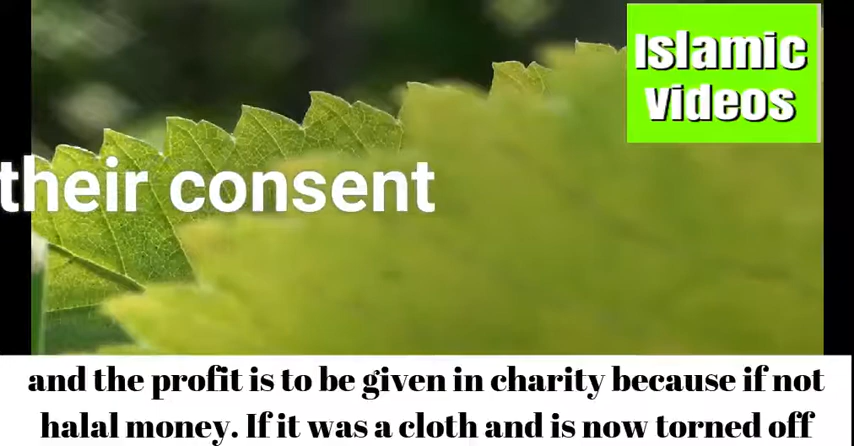 Islamic
videos
their consent
and the profit is to be given in charity because if not
halal money. If it was a cloth and is now torned off